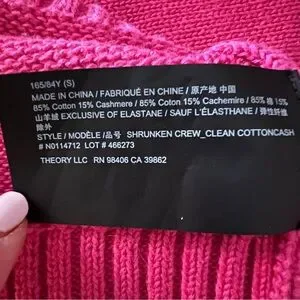 165/84Y (S)
MADE IN CHINA / FABRIQUÉ EN CHINE / 原产地 中国
85% Cotton 15% Cashmere / 85% Coton 15% Cachemire / 85% 棉 15%
山羊绒 EXCLUSIVE OF ELASTANE / SAUF L'ÉLASTHANE / 弹性纤维
除外
STYLE / MODÈLE /品号 SHRUNKEN CREW_CLEAN COTTONCASH
# N0114712 LOT # 466273
THEORY LLC RN 98406 CA 39862